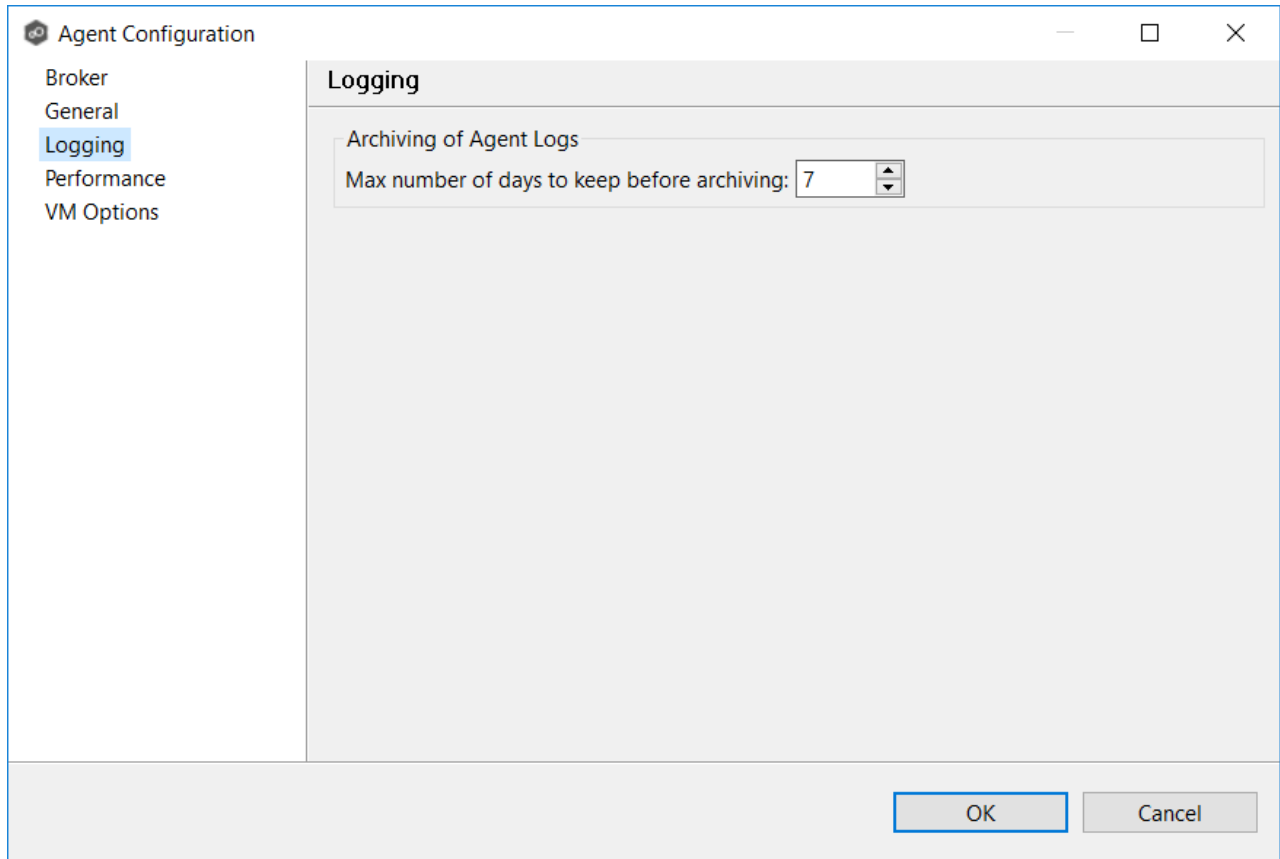 Agent Configuration
Broker
General
Logging
Performance
VM Options
Logging
Archiving of Agent Logs
Max number of days to keep before archiving: 7
OK
Cancel